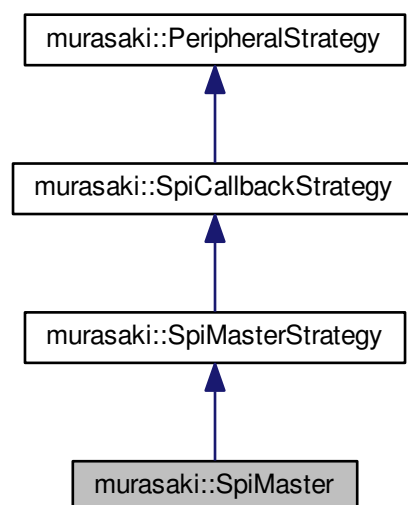 murasaki::PeripheralStrategy
murasaki::SpiCallbackStrategy
murasaki::SpiMasterStrategy
murasaki::SpiMaster